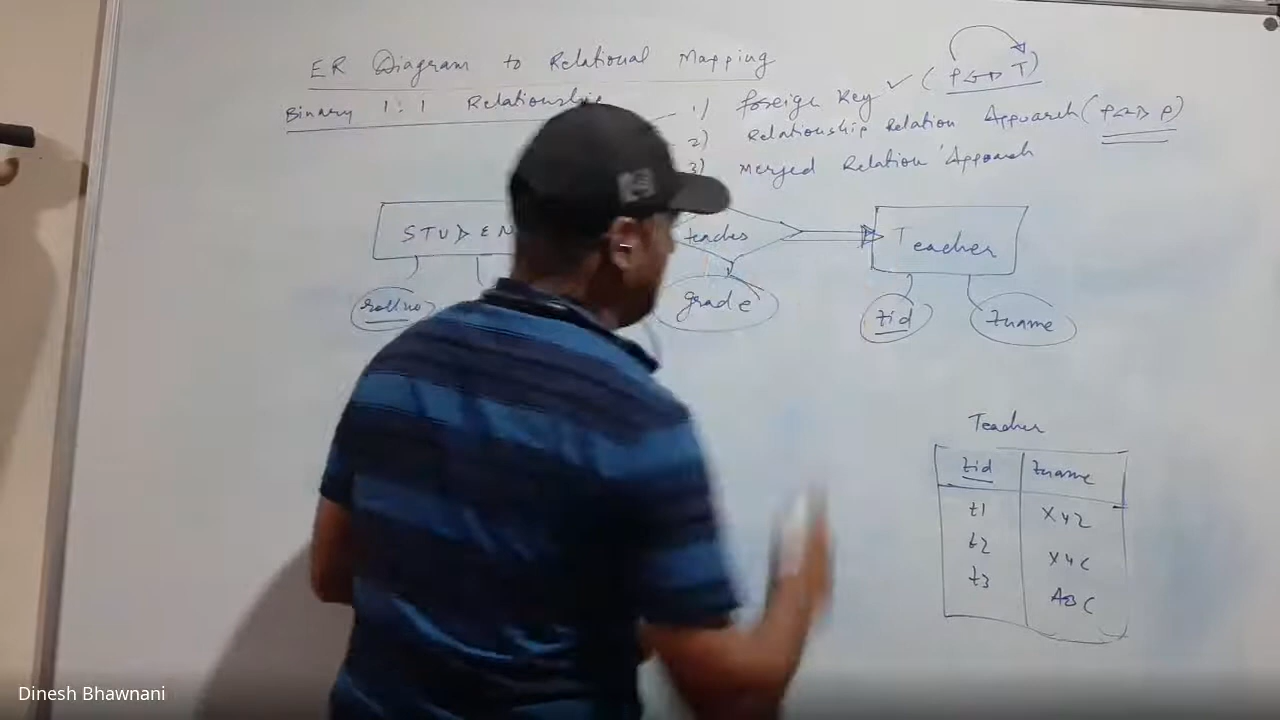 ER Diagram to Relational Mapping
Binary 1:1 Relationship
1) foreign Key ✓ (P↔T)
2) Relationship Relation Approach (P↔P)
3) Merged Relation Approach
STUDEN
teaches
Teacher
rollno
grade
tid
tname
Teacher
tid tname
t1 XYZ
t2 XYC
t3 ABC
Dinesh Bhawnani